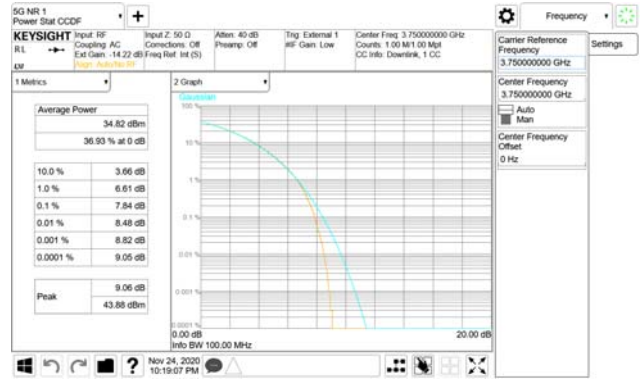 5G NR 1
Power Stat CCDF
Frequency
KEYSIGHT
RL
Input: RF
Coupling: AC
Ext Gain: -14.22 dB
Align: Auto/No RF
Input Z: 50 Ω
Corrections: Off
Freq Ref: Int (S)
Atten: 40 dB
Preamp: Off
Trig: External 1
#IF Gain: Low
Center Freq: 3.750000000 GHz
Counts: 1.00 M/1.00 Mpt
CC Info: Downlink, 1 CC
Carrier Reference Frequency
3.750000000 GHz
Settings
Center Frequency
3.750000000 GHz
Auto
Man
Center Frequency Offset
0 Hz
1 Metrics
Average Power
34.82 dBm
36.93 % at 0 dB
10.0 % 3.66 dB
1.0 % 6.61 dB
0.1 % 7.84 dB
0.01 % 8.48 dB
0.001 % 8.82 dB
0.0001 % 9.05 dB
Peak
9.06 dB
43.88 dBm
2 Graph
Gaussian
100 %
10 %
1 %
0.1 %
0.01 %
0.001 %
0.0001 %
0.00 dB
20.00 dB
Info BW 100.00 MHz
Nov 24, 2020
10:19:07 PM